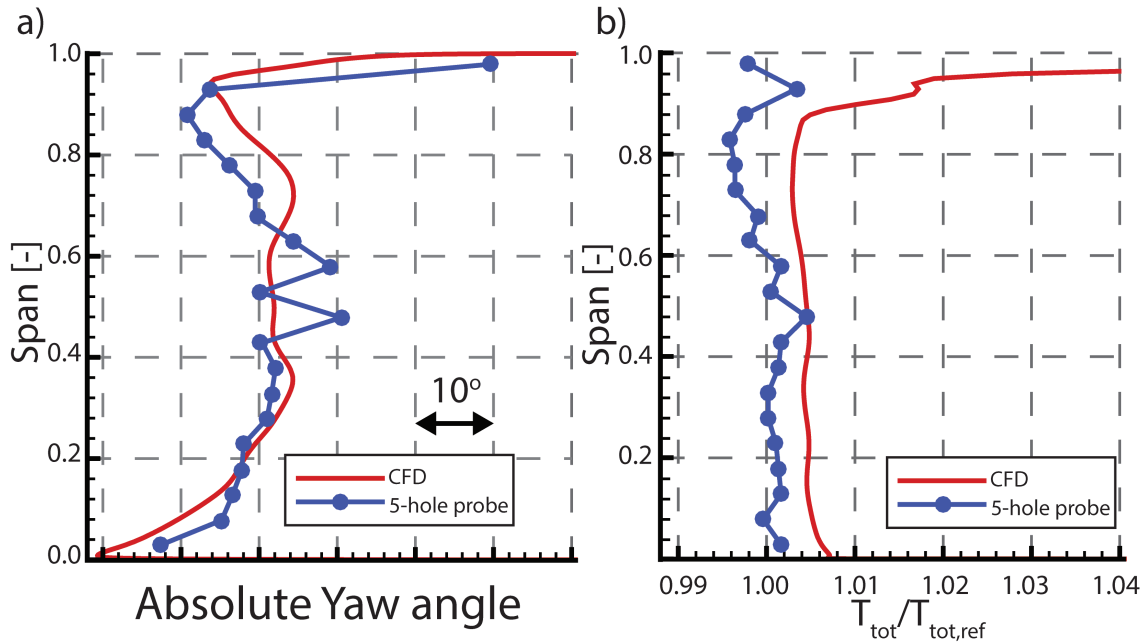 a)
1.0
0.8
0.6
0.4
0.2
0.0
Span [-]
10°
CFD
5-hole probe
Absolute Yaw angle
b)
1.0
0.8
0.6
0.4
0.2
Span [-]
CFD
5-hole probe
0.99 1.00 1.01 1.02 1.03 1.04
Ttot/Ttot,ref